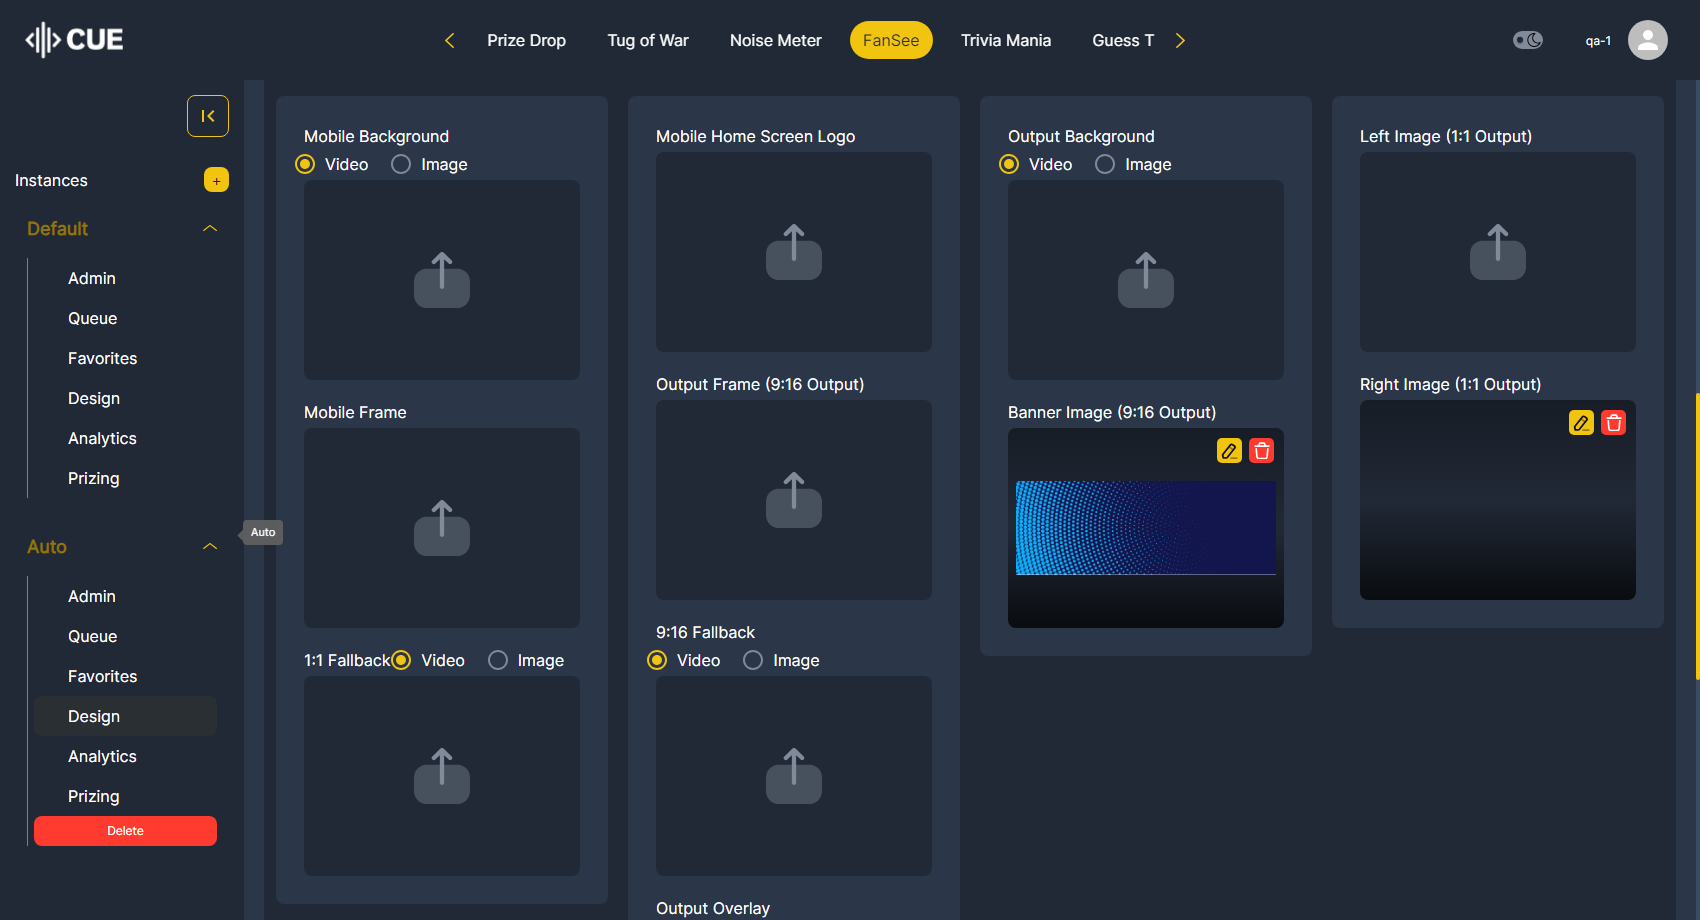 CUE
Prize Drop
Tug of War
Noise Meter
FanSee
Trivia Mania
Guess T
qa-1
Instances
+
Default
Admin
Queue
Favorites
Design
Analytics
Prizing
Auto
Auto
Admin
Queue
Favorites
Design
Analytics
Prizing
Delete
Mobile Background
Video Image
Mobile Frame
1:1 Fallback Video Image
Mobile Home Screen Logo
Output Frame (9:16 Output)
9:16 Fallback
Video Image
Output Overlay
Output Background
Video Image
Banner Image (9:16 Output)
Left Image (1:1 Output)
Right Image (1:1 Output)